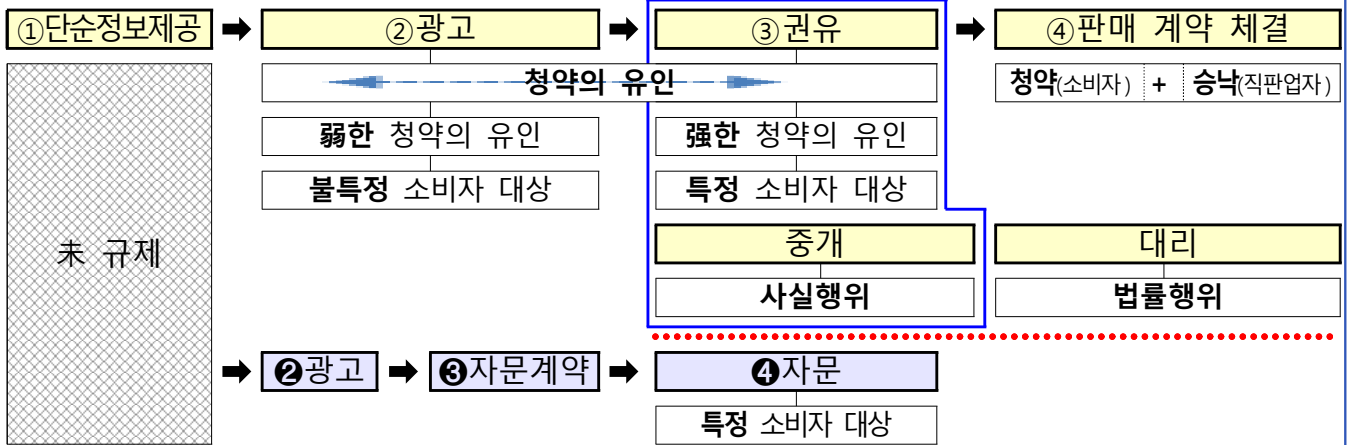 ①단순정보제공 ➡ ②광고 ➡ ③권유 ➡ ④판매 계약 체결
청약의 유인
청약(소비자) + 승낙(직판업자)
弱한 청약의 유인
强한 청약의 유인
불특정 소비자 대상
특정 소비자 대상
未 규제
중개
대리
사실행위
법률행위
➡ ❷광고 ➡ ❸자문계약 ➡ ❹자문
특정 소비자 대상